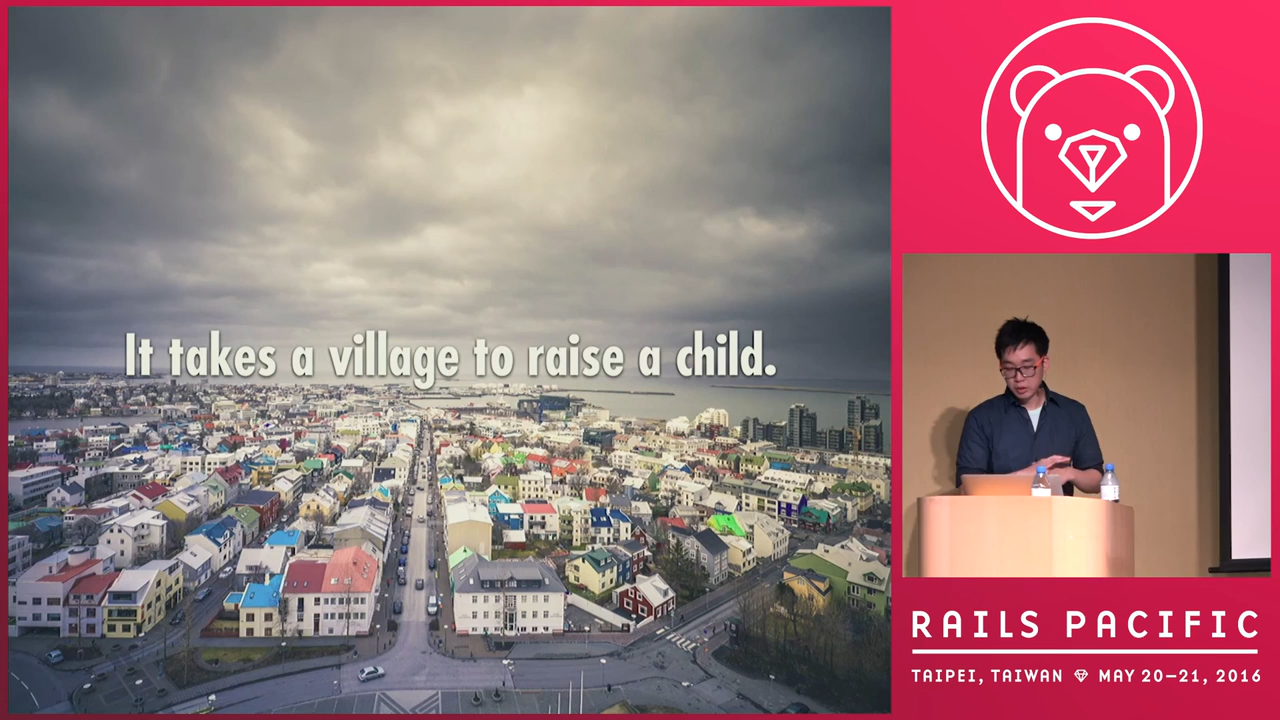 It takes a village to raise a child.
RAILS PACIFIC
TAIPEI, TAIWAN MAY 20–21, 2016